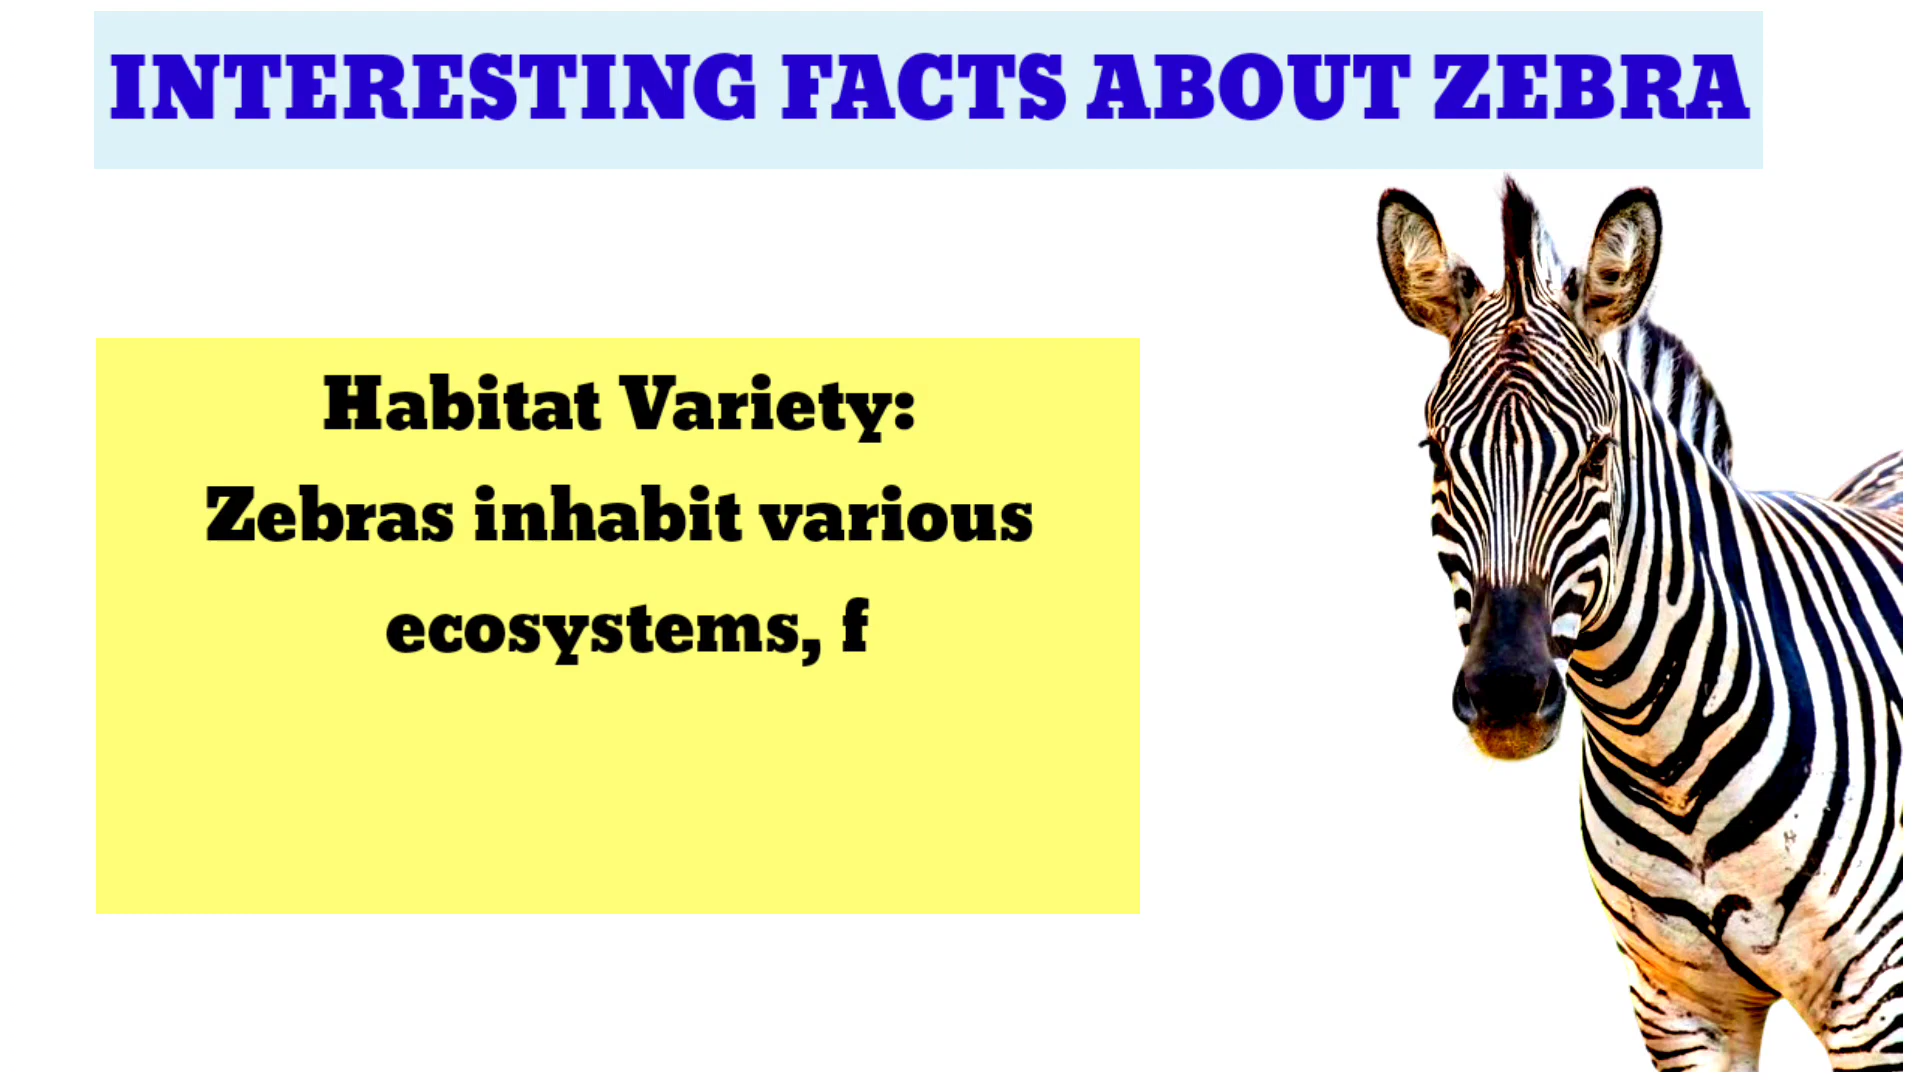 INTERESTING FACTS ABOUT ZEBRA
Habitat Variety:
Zebras inhabit various
ecosystems, f